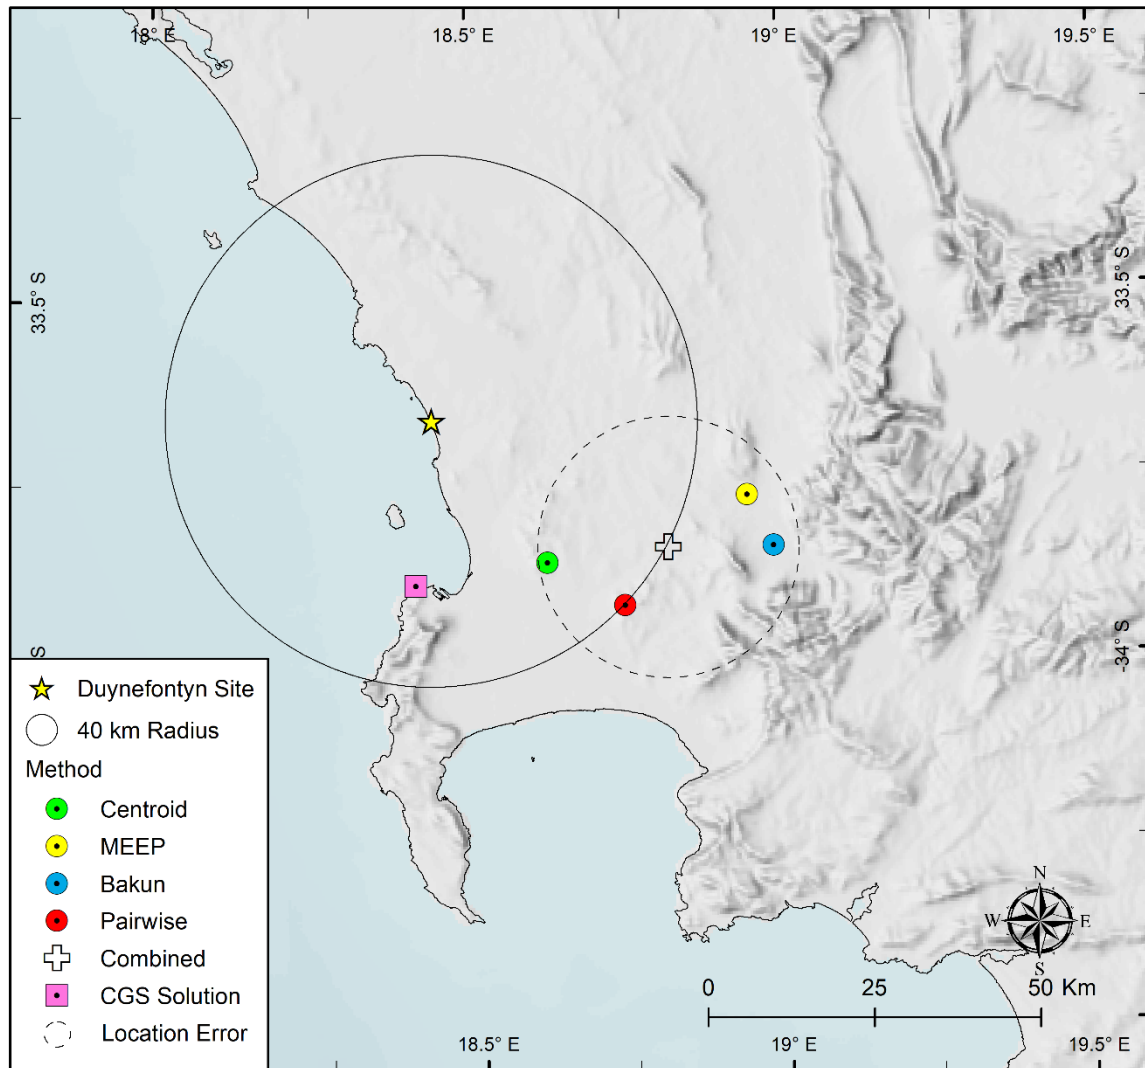 18° E
18.5° E
19° E
19.5° E
33.5° S
33.5° S
S
-34° S
Duynefontyn Site
40 km Radius
Method
Centroid
MEEP
Bakun
Pairwise
Combined
CGS Solution
Location Error
N
W
E
S
0
25
50 Km
18.5° E
19° E
19.5° E